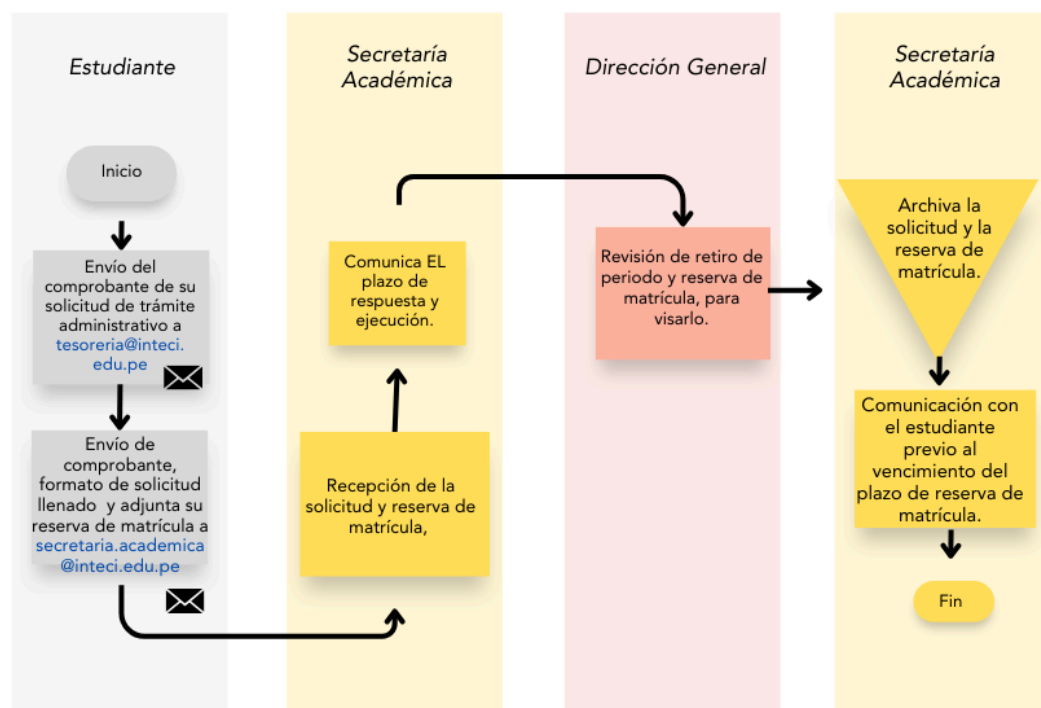 Estudiante
Inicio
Envío del
comprobante de su
solicitud de trámite
administrativo a
tesoreria@inteci.
edu.pe
Envío de
comprobante,
formato de solicitud
llenado y adjunta su
reserva de matrícula a
secretaria.academica
@inteci.edu.pe
Secretaría
Académica
Recepción de la
solicitud y reserva de
matrícula,
Comunica EL
plazo de
respuesta y
ejecución.
Dirección General
Revisión de retiro de
periodo y reserva de
matrícula, para
visarlo.
Secretaría
Académica
Archiva la
solicitud y la
reserva de
matrícula.
Comunicación con
el estudiante
previo al
vencimiento del
plazo de reserva de
matrícula.
Fin